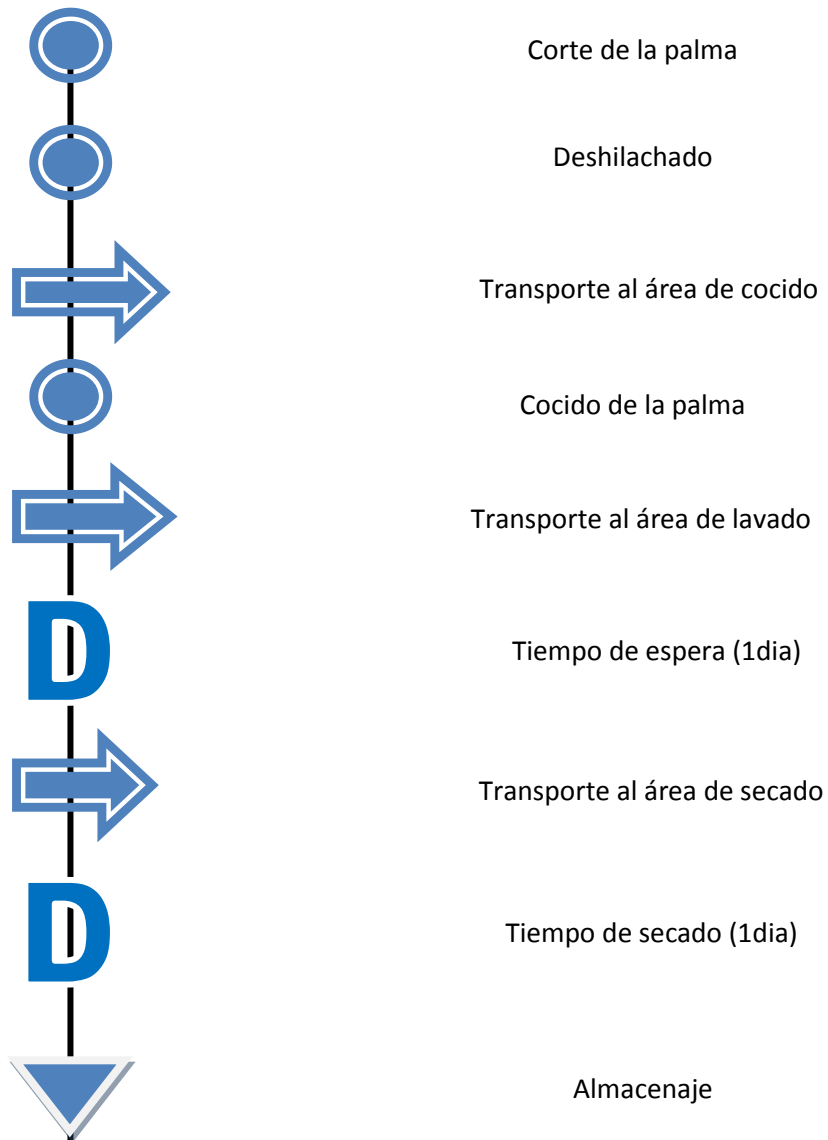 Corte de la palma
Deshilachado
Transporte al área de cocido
Cocido de la palma
Transporte al área de lavado
D
Tiempo de espera (1dia)
Transporte al área de secado
D
Tiempo de secado (1dia)
Almacenaje